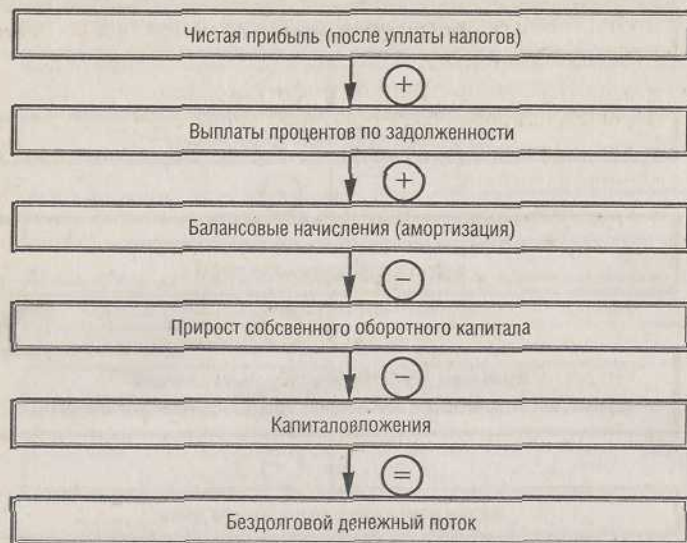 Чистая прибыль (после уплаты налогов)
+
Выплаты процентов по задолженности
+
Балансовые начисления (амортизация)
−
Прирост собсвенного оборотного капитала
−
Капиталовложения
=
Бездолговой денежный поток